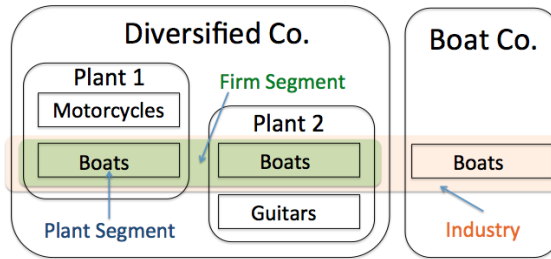 Diversified Co.
Boat Co.
Plant 1
Firm Segment
Motorcycles
Plant 2
Boats
Boats
Boats
Guitars
Plant Segment
Industry